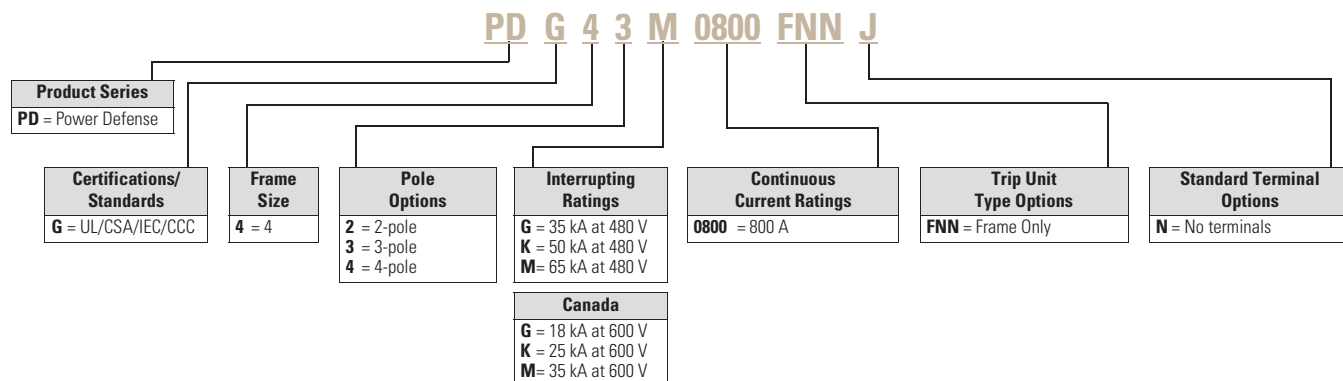 PD G 4 3 M 0800 FNN J
Product Series
PD = Power Defense
Certifications/
Standards
G = UL/CSA/IEC/CCC
Frame
Size
4 = 4
Pole
Options
2 = 2-pole
3 = 3-pole
4 = 4-pole
Interrupting
Ratings
G = 35 kA at 480 V
K = 50 kA at 480 V
M= 65 kA at 480 V
Canada
G = 18 kA at 600 V
K = 25 kA at 600 V
M= 35 kA at 600 V
Continuous
Current Ratings
0800 = 800 A
Trip Unit
Type Options
FNN = Frame Only
Standard Terminal
Options
N = No terminals